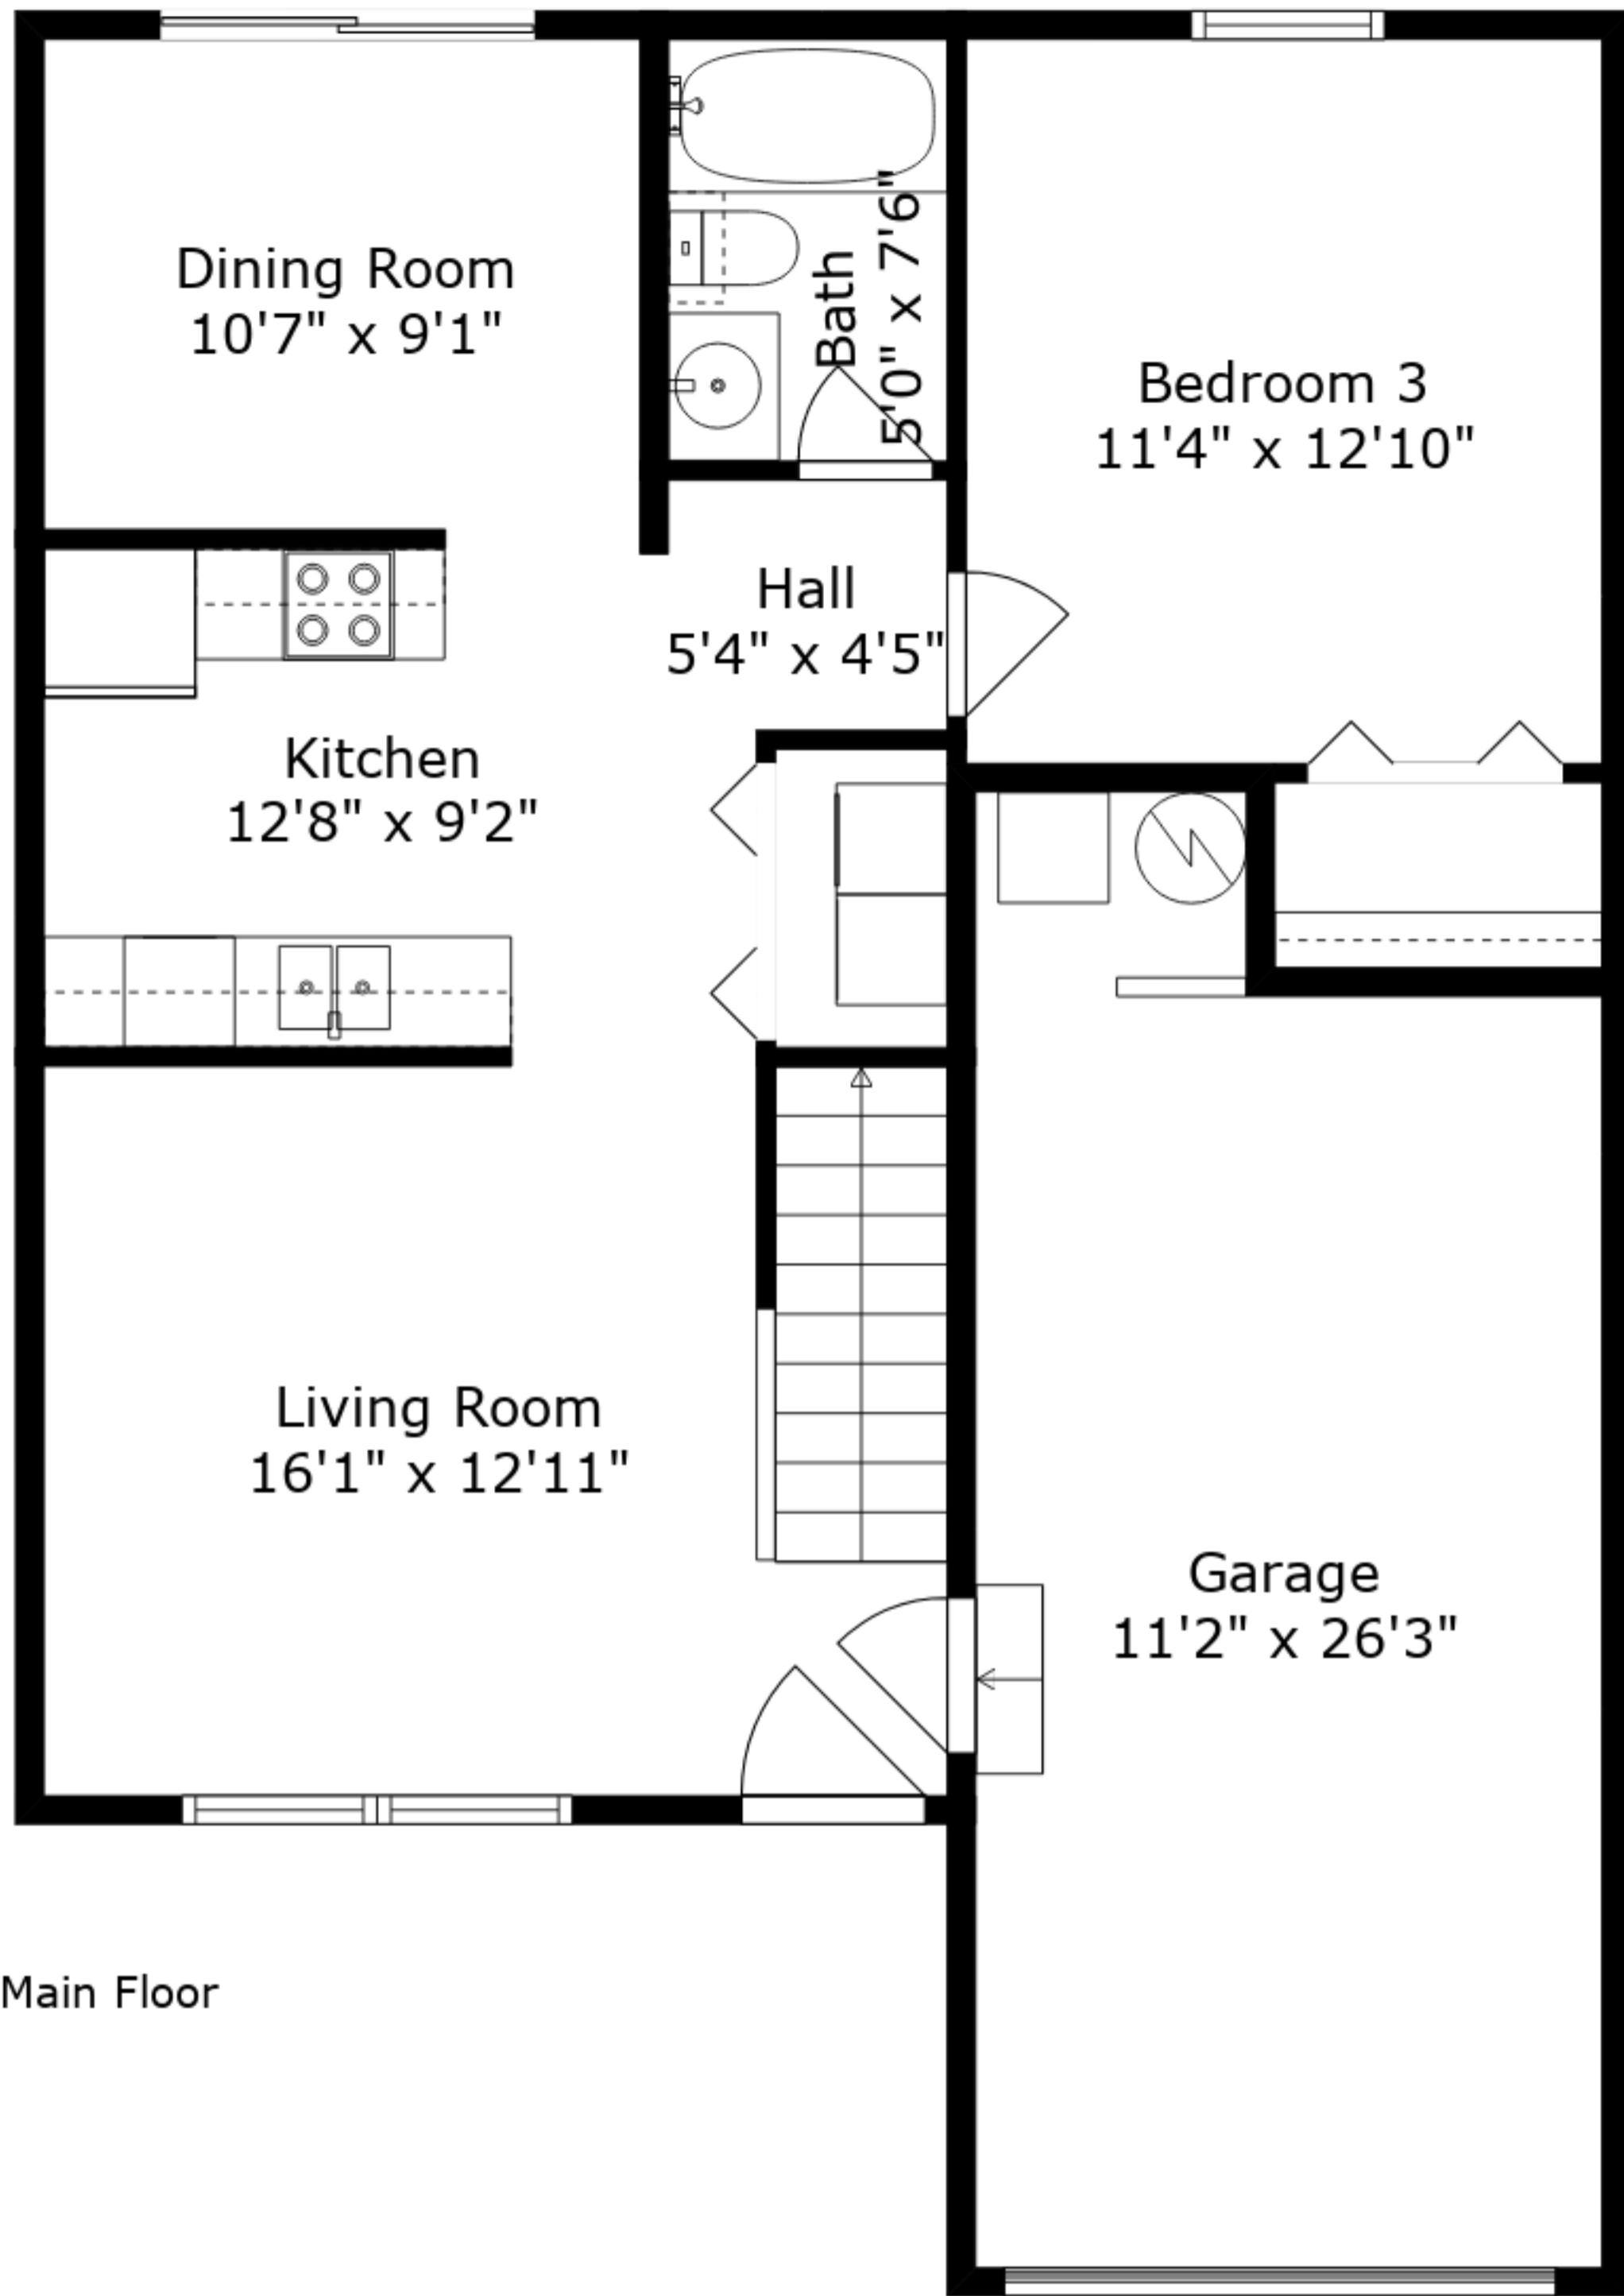 Dining Room
10'7" x 9'1"
Bath
5'0" x 7'6"
Bedroom 3
11'4" x 12'10"
Hall
5'4" x 4'5"
Kitchen
12'8" x 9'2"
Living Room
16'1" x 12'11"
Garage
11'2" x 26'3"
Main Floor